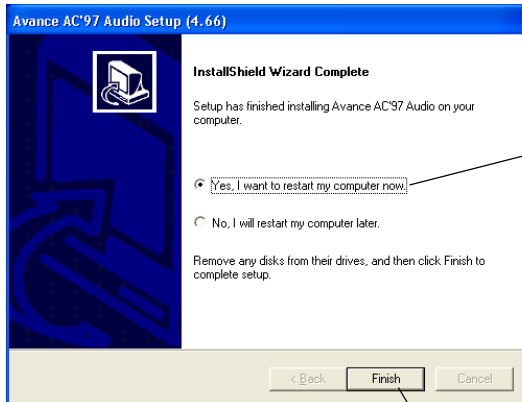 Avance AC'97 Audio Setup (4.66)
InstallShield Wizard Complete
Setup has finished installing Avance AC'97 Audio on your
computer.
Yes, I want to restart my computer now.
No, I will restart my computer later.
Remove any disks from their drives, and then click Finish to
complete setup.
< Back Finish Cancel